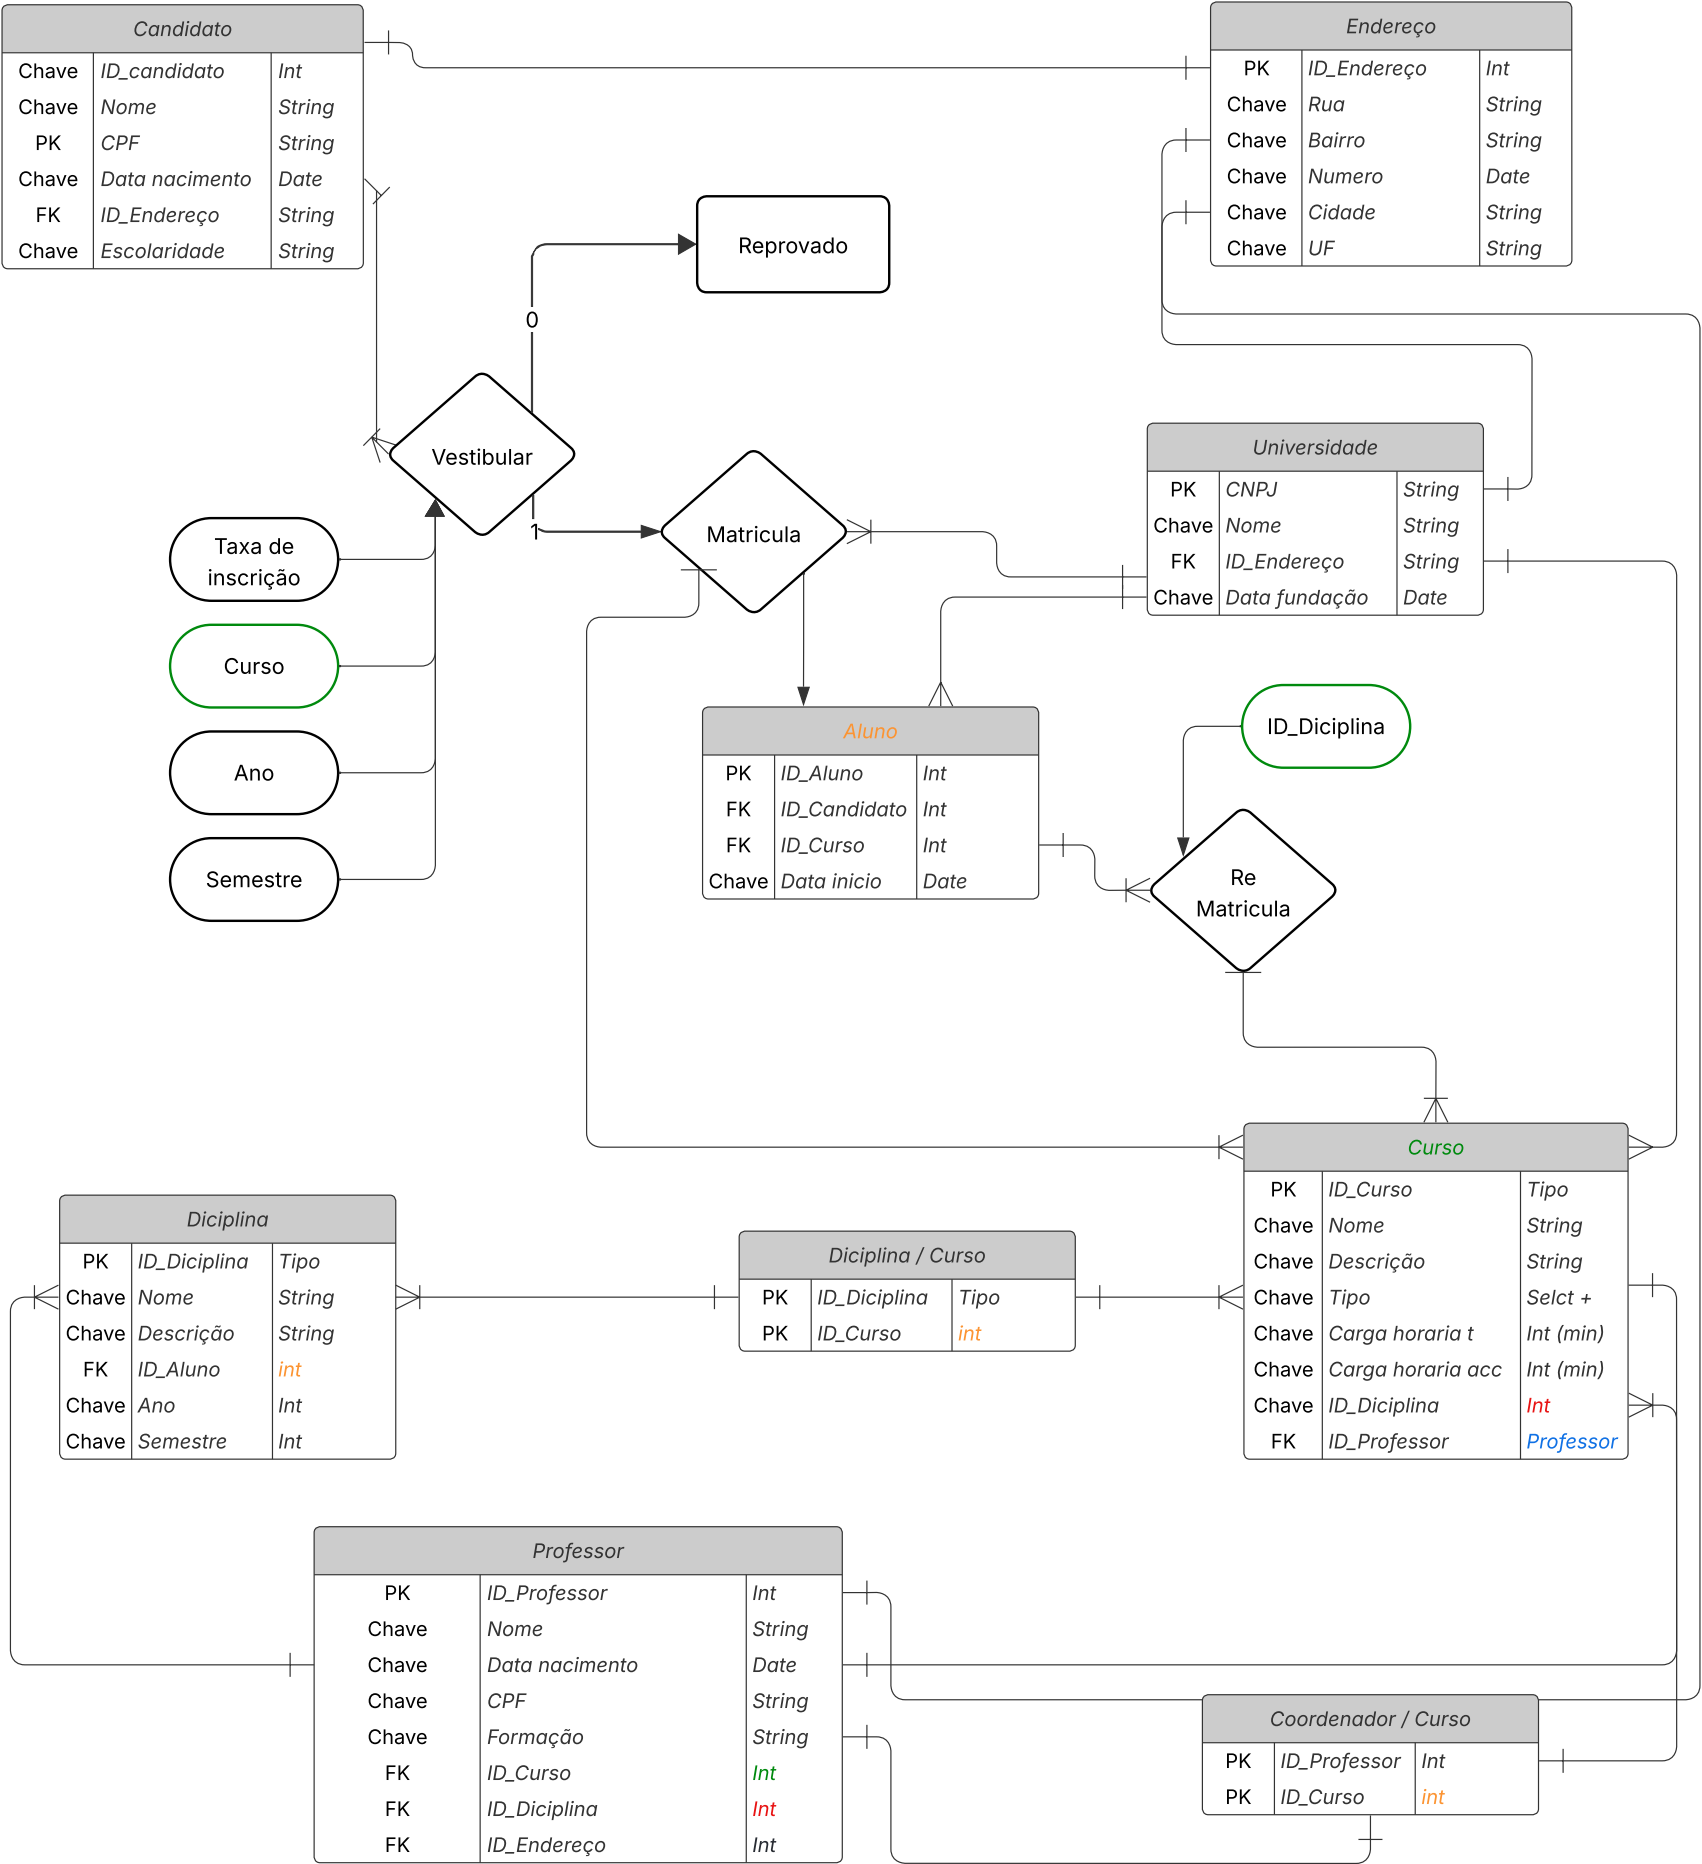 Candidato
Chave ID_candidato Int
Chave Nome String
PK CPF String
Chave Data nacimento Date
FK ID_Endereço String
Chave Escolaridade String
Endereço
PK ID_Endereço Int
Chave Rua String
Chave Bairro String
Chave Numero Date
Chave Cidade String
Chave UF String
Reprovado
0
Vestibular
1
Matricula
Universidade
PK CNPJ String
Chave Nome String
FK ID_Endereço String
Chave Data fundação Date
Taxa de
inscrição
Curso
Ano
Semestre
Aluno
PK ID_Aluno Int
FK ID_Candidato Int
FK ID_Curso Int
Chave Data inicio Date
ID_Diciplina
Re
Matricula
Curso
PK ID_Curso Tipo
Chave Nome String
Chave Descrição String
Chave Tipo Selct +
Chave Carga horaria t Int (min)
Chave Carga horaria acc Int (min)
Chave ID_Diciplina Int
FK ID_Professor Professor
Diciplina
PK ID_Diciplina Tipo
Chave Nome String
Chave Descrição String
FK ID_Aluno int
Chave Ano Int
Chave Semestre Int
Diciplina / Curso
PK ID_Diciplina Tipo
PK ID_Curso int
Professor
PK ID_Professor Int
Chave Nome String
Chave Data nacimento Date
Chave CPF String
Chave Formação String
FK ID_Curso Int
FK ID_Diciplina Int
FK ID_Endereço Int
Coordenador / Curso
PK ID_Professor Int
PK ID_Curso int